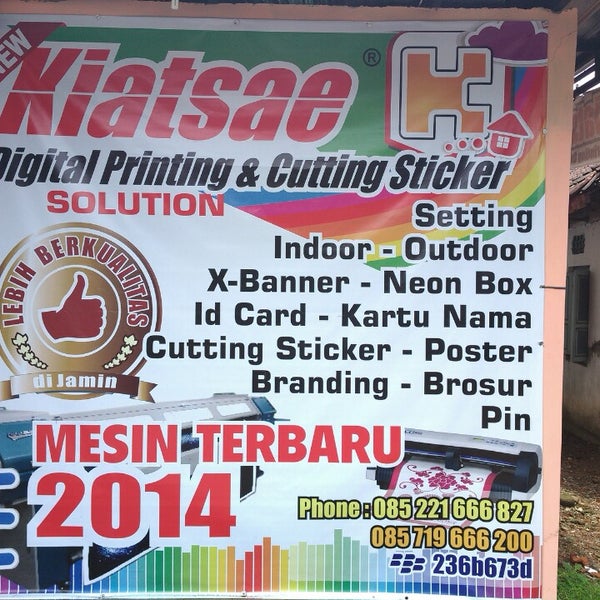 NEW
Kiatsae ®
Digital Printing & Cutting Sticker
SOLUTION
Setting
Indoor - Outdoor
X-Banner - Neon Box
Id Card - Kartu Nama
Cutting Sticker - Poster
Branding - Brosur
Pin
LEBIH BERKUALITAS
di Jamin
MESIN TERBARU
2014
Phone : 085 221 666 827
085 719 666 200
236b673d